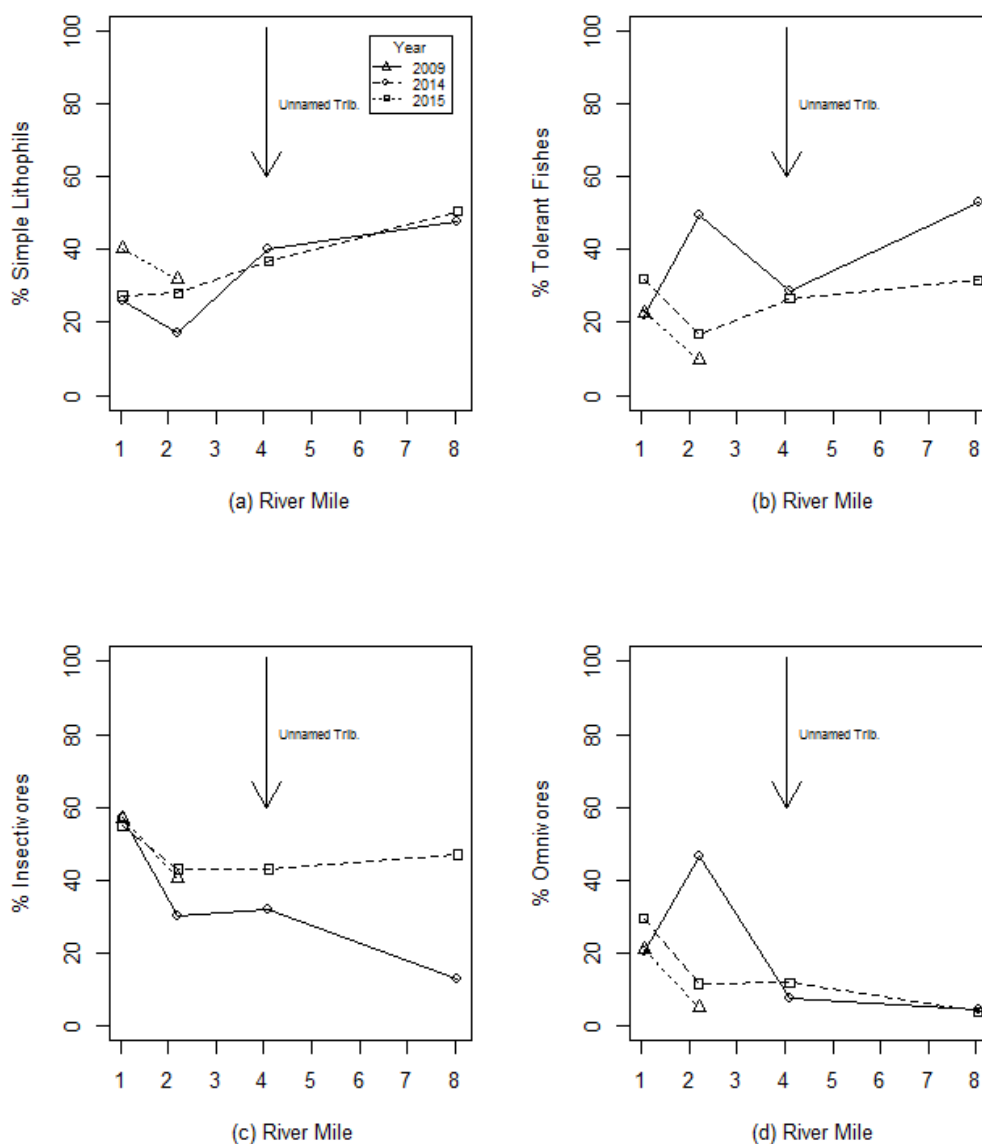 % Simple Lithophils
100
80
60
40
20
0
Year
2009
2014
2015
Unnamed Trib.
1 2 3 4 5 6 7 8
(a) River Mile
% Tolerant Fishes
100
80
60
40
20
0
Unnamed Trib.
1 2 3 4 5 6 7 8
(b) River Mile
% Insectivores
100
80
60
40
20
0
Unnamed Trib.
1 2 3 4 5 6 7 8
(c) River Mile
% Omnivores
100
80
60
40
20
0
Unnamed Trib.
1 2 3 4 5 6 7 8
(d) River Mile